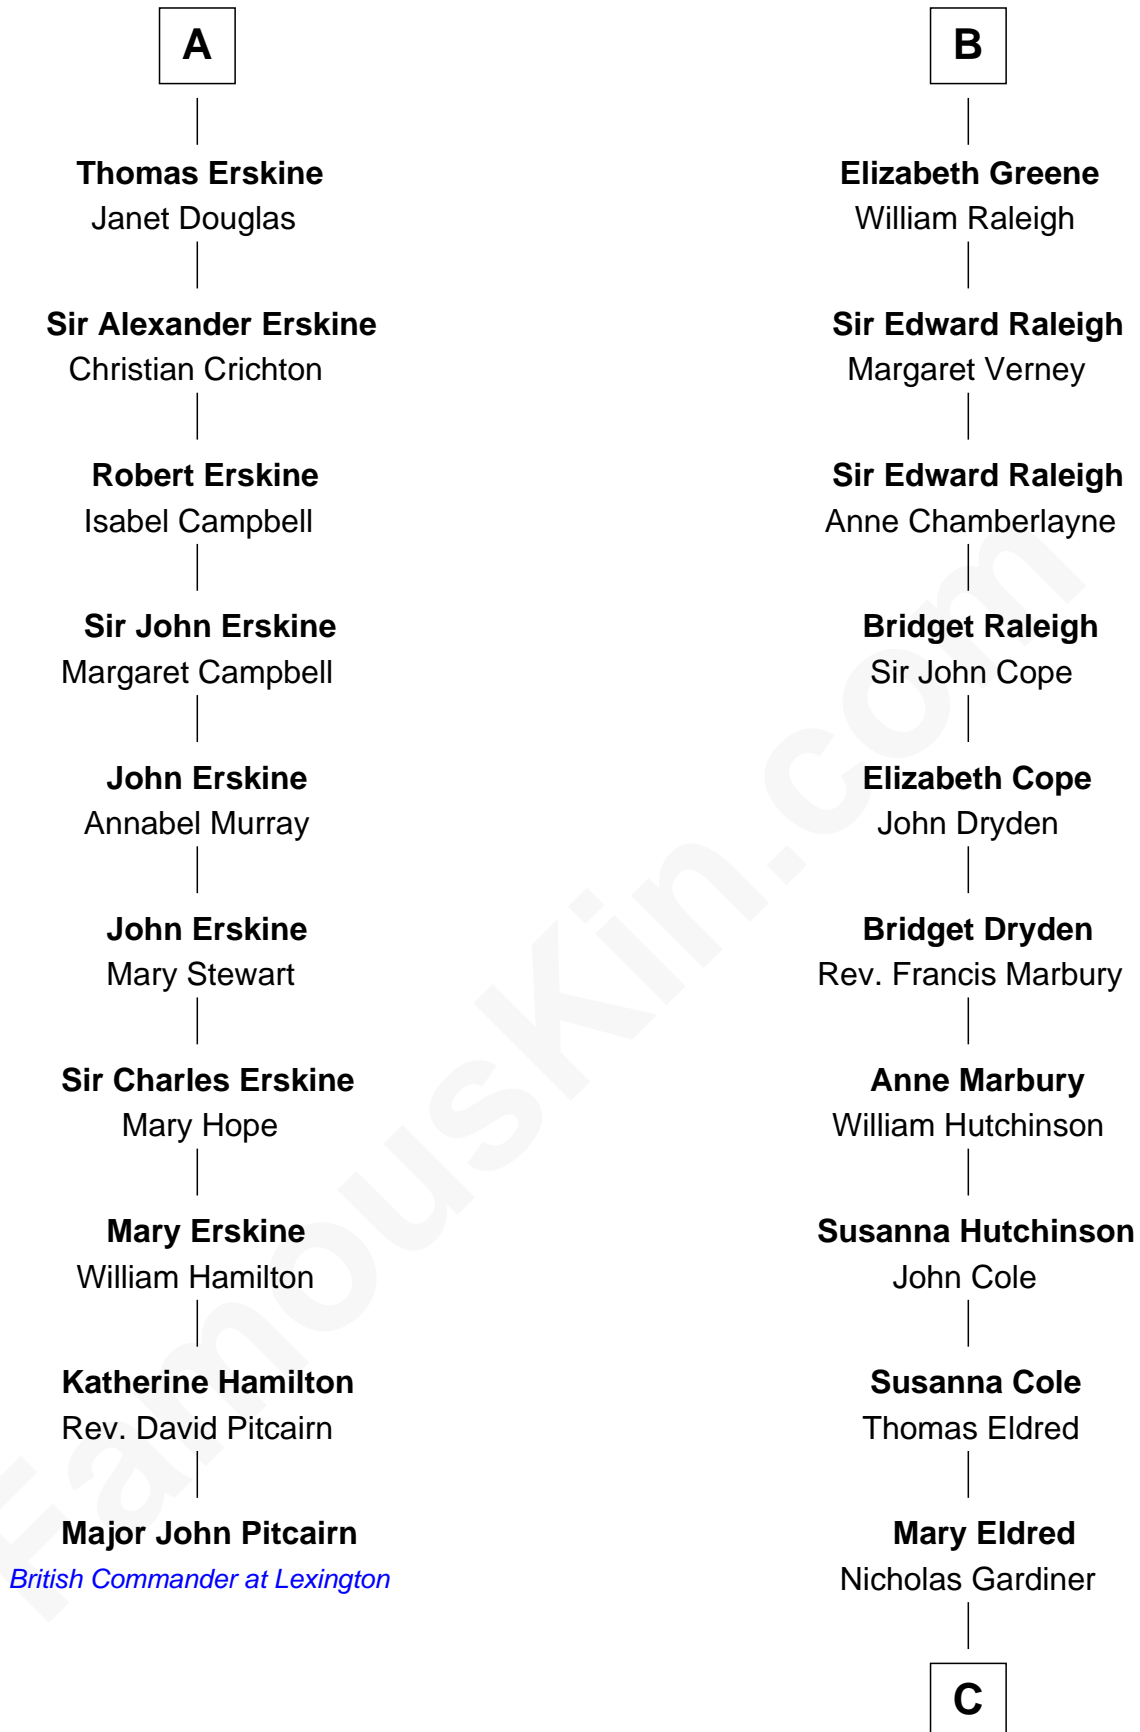 A
Thomas Erskine
Janet Douglas
Sir Alexander Erskine
Christian Crichton
Robert Erskine
Isabel Campbell
Sir John Erskine
Margaret Campbell
John Erskine
Annabel Murray
John Erskine
Mary Stewart
Sir Charles Erskine
Mary Hope
Mary Erskine
William Hamilton
Katherine Hamilton
Rev. David Pitcairn
Major John Pitcairn
British Commander at Lexington
B
Elizabeth Greene
William Raleigh
Sir Edward Raleigh
Margaret Verney
Sir Edward Raleigh
Anne Chamberlayne
Bridget Raleigh
Sir John Cope
Elizabeth Cope
John Dryden
Bridget Dryden
Rev. Francis Marbury
Anne Marbury
William Hutchinson
Susanna Hutchinson
John Cole
Susanna Cole
Thomas Eldred
Mary Eldred
Nicholas Gardiner
C
FamousKin.com